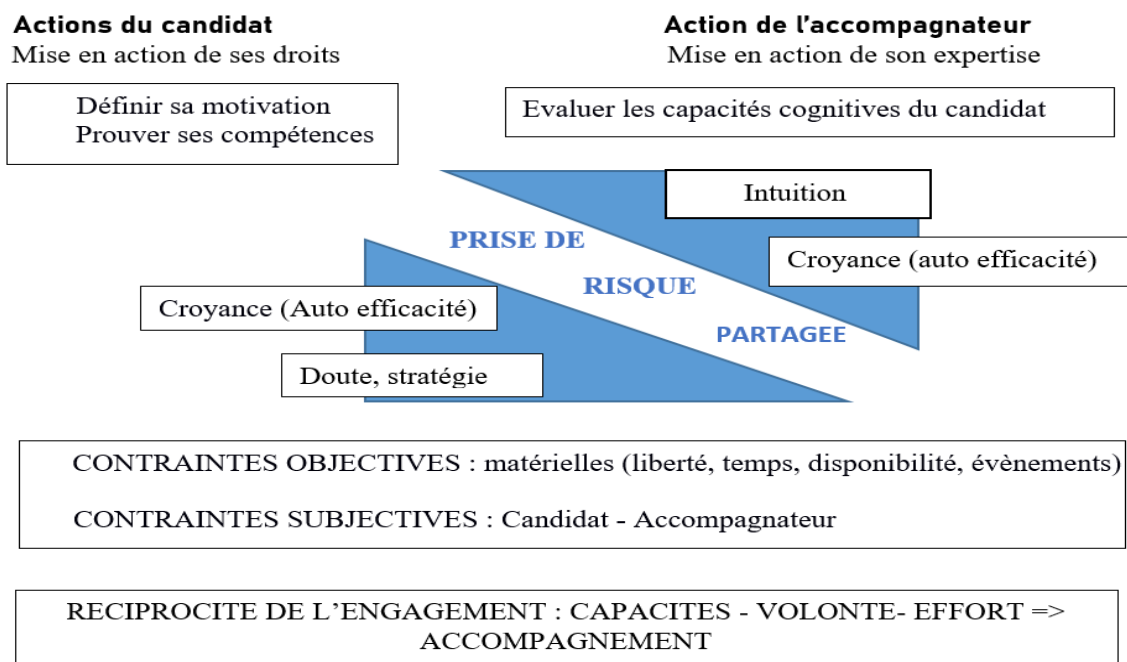 Actions du candidat
Mise en action de ses droits
Action de l'accompagnateur
Mise en action de son expertise
Définir sa motivation
Prouver ses compétences
Evaluer les capacités cognitives du candidat
Intuition
PRISE DE
RISQUE
PARTAGEE
Croyance (auto efficacité)
Croyance (Auto efficacité)
Doute, stratégie
CONTRAINTES OBJECTIVES : matérielles (liberté, temps, disponibilité, évènements)
CONTRAINTES SUBJECTIVES : Candidat - Accompagnateur
RECIPROCITE DE L'ENGAGEMENT : CAPACITES - VOLONTE- EFFORT =>
ACCOMPAGNEMENT